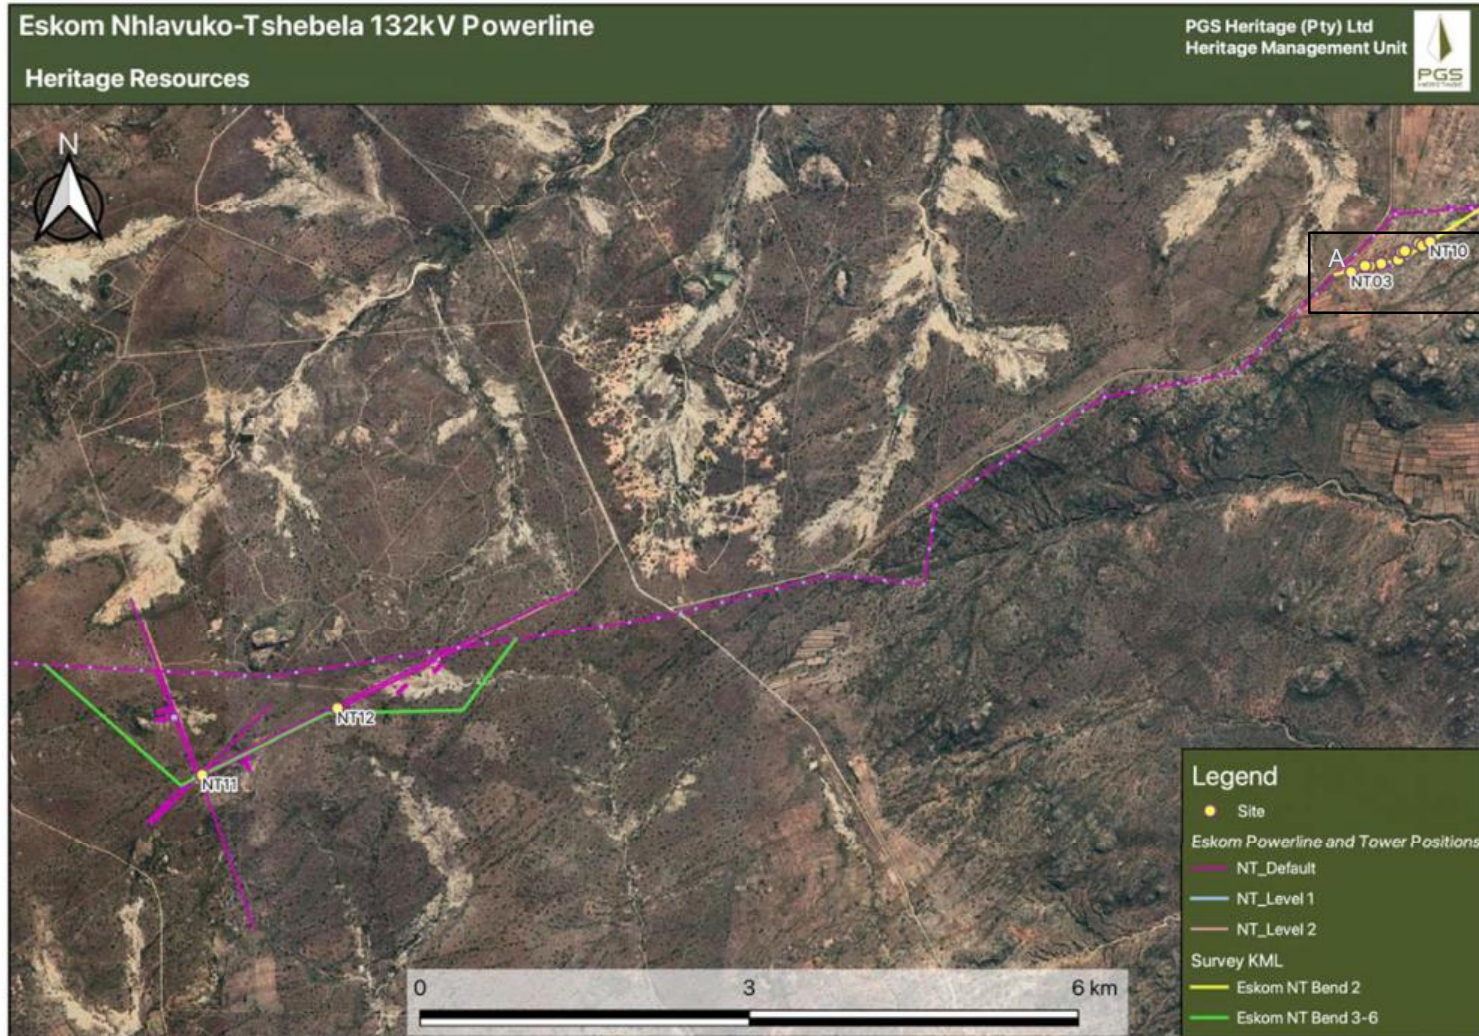 Eskom Nhlavuko-Tshebela 132kV Powerline
Heritage Resources
PGS Heritage (Pty) Ltd
Heritage Management Unit
PGS
HERITAGE
N
A
NT10
NT03
NT12
NT11
Legend
Site
Eskom Powerline and Tower Positions
NT_Default
NT_Level 1
NT_Level 2
Survey KML
Eskom NT Bend 2
Eskom NT Bend 3-6
0 3 6 km